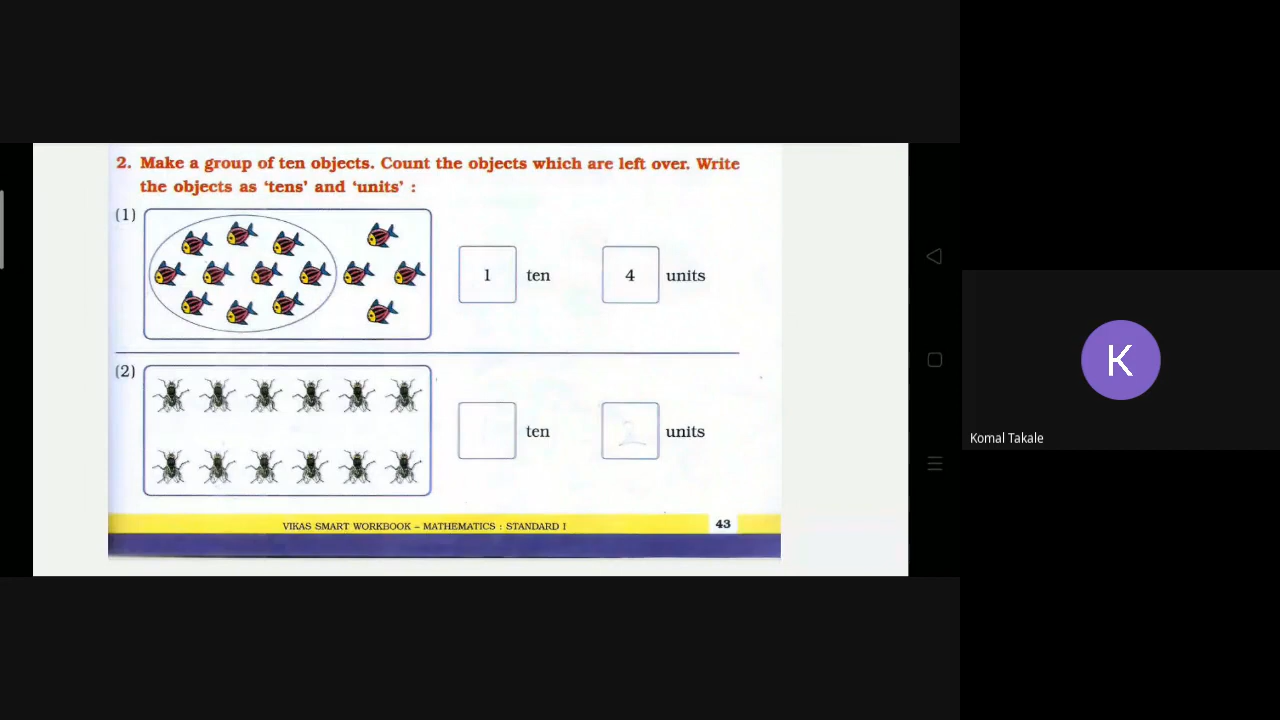 2. Make a group of ten objects. Count the objects which are left over. Write
the objects as 'tens' and 'units' :
(1)
1 ten 4 units
(2)
ten 2 units
VIKAS SMART WORKBOOK – MATHEMATICS : STANDARD I
43
K
Komal Takale